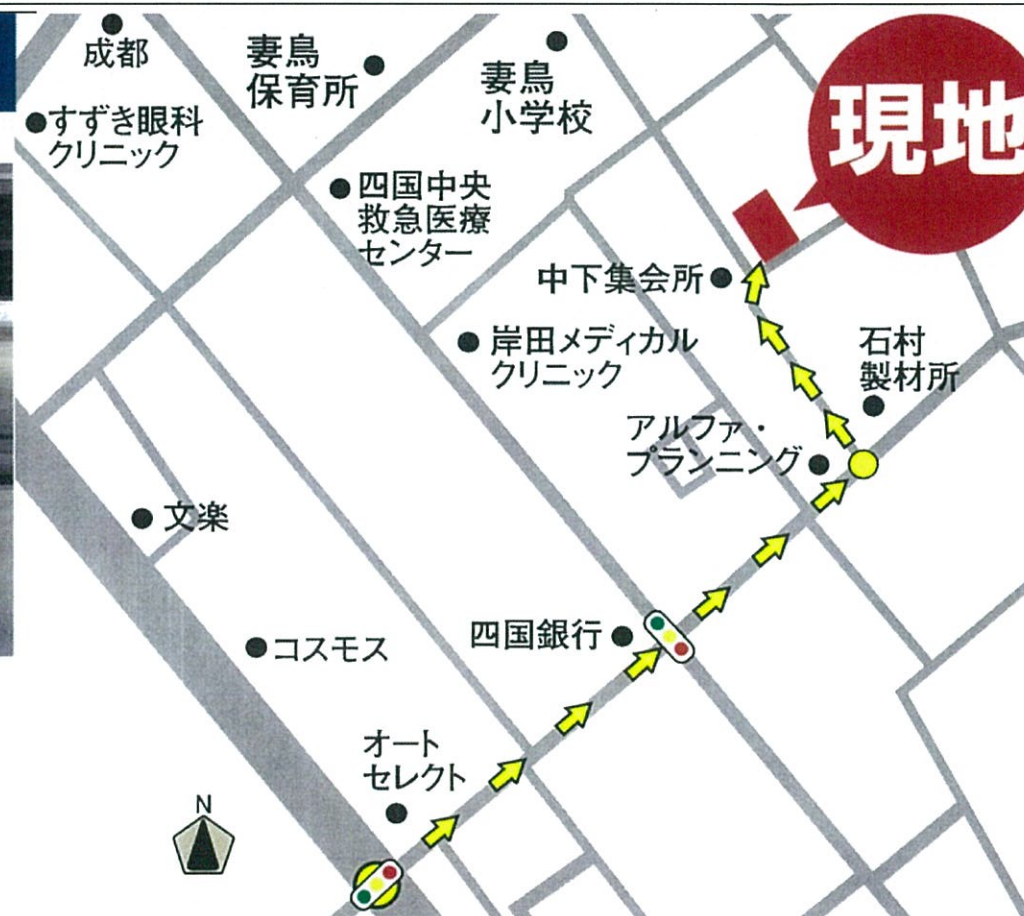 成都
妻鳥
保育所
妻鳥
小学校
現地
すずき眼科
クリニック
四国中央
救急医療
センター
中下集会所
岸田メディカル
クリニック
石村
製材所
アルファ・
プランニング
文楽
四国銀行
コスモス
オート
セレクト
N